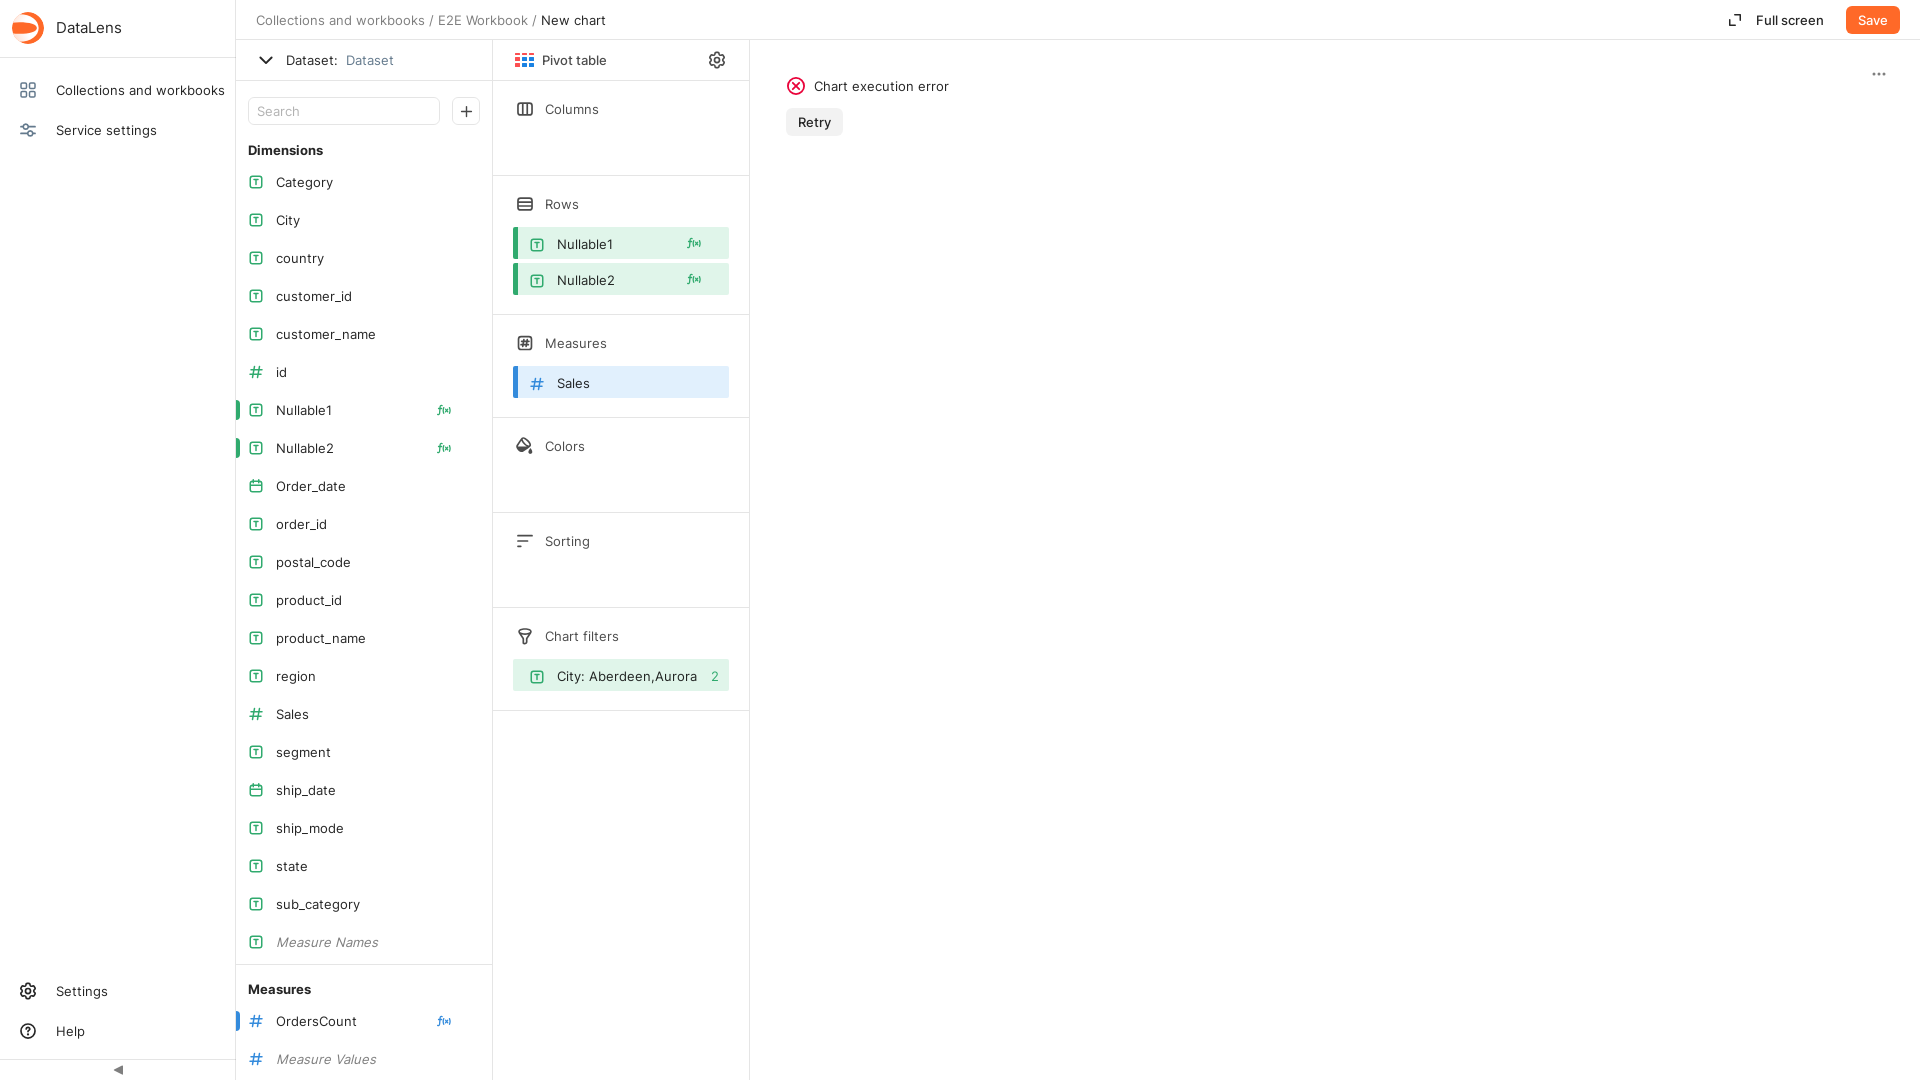 DataLens
Collections and workbooks
Service settings
Settings
Help
Collections and workbooks / E2E Workbook / New chart
Full screen
Save
Dataset: Dataset
Search
Dimensions
Category
City
country
customer_id
customer_name
id
Nullable1
Nullable2
Order_date
order_id
postal_code
product_id
product_name
region
Sales
segment
ship_date
ship_mode
state
sub_category
Measure Names
Measures
OrdersCount
Measure Values
Pivot table
Columns
Rows
Nullable1
Nullable2
Measures
Sales
Colors
Sorting
Chart filters
City: Aberdeen,Aurora 2
Chart execution error
Retry